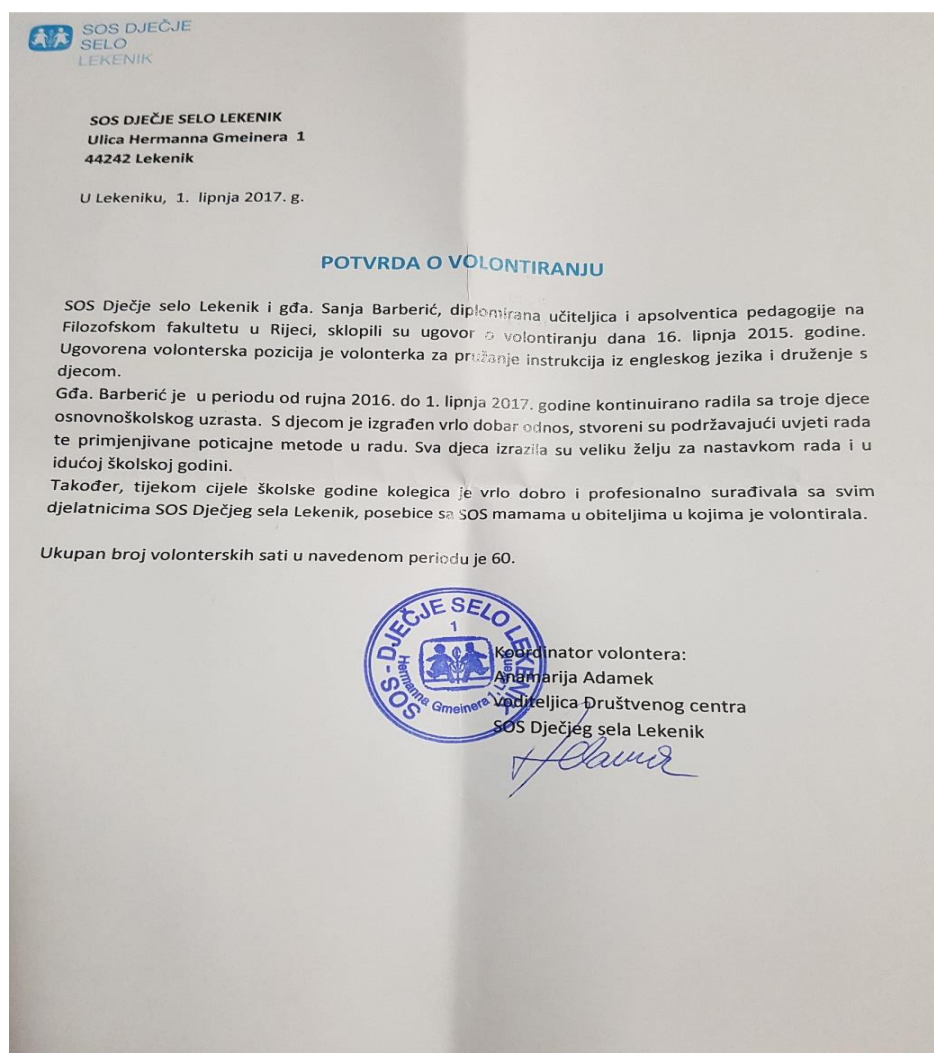 SOS DJEČJE
SELO
LEKENIK
SOS DJEČJE SELO LEKENIK
Ulica Hermanna Gmeinera 1
44242 Lekenik
U Lekeniku, 1. lipnja 2017. g.
POTVRDA O VOLONTIRANJU
SOS Dječje selo Lekenik i gđa. Sanja Barberić, diplomirana učiteljica i apsolventica pedagogije na
Filozofskom fakultetu u Rijeci, sklopili su ugovor o volontiranju dana 16. lipnja 2015. godine.
Ugovorena volonterska pozicija je volonterka za pružanje instrukcija iz engleskog jezika i druženje s
djecom.
Gđa. Barberić je u periodu od rujna 2016. do 1. lipnja 2017. godine kontinuirano radila sa troje djece
osnovnoškolskog uzrasta. S djecom je izgrađen vrlo dobar odnos, stvoreni su podržavajući uvjeti rada
te primjenjivane poticajne metode u radu. Sva djeca izrazila su veliku želju za nastavkom rada i u
idućoj školskoj godini.
Također, tijekom cijele školske godine kolegica je vrlo dobro i profesionalno surađivala sa svim
djelatnicima SOS Dječjeg sela Lekenik, posebice sa SOS mamama u obiteljima u kojima je volontirala.
Ukupan broj volonterskih sati u navedenom periodu je 60.
SOS-DJEČJE SELO LEKENIK
1
Hermanna Gmeinera 1, Lekenik
Koordinator volontera:
Anamarija Adamek
Voditeljica Društvenog centra
SOS Dječjeg sela Lekenik